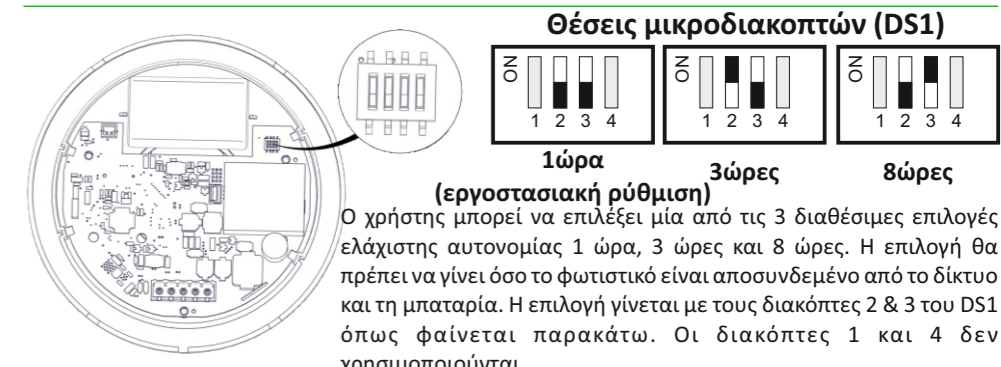 Θέσεις μικροδιακοπτών (DS1)
ON
1 2 3 4
ON
1 2 3 4
ON
1 2 3 4
1ώρα
(εργοστασιακή ρύθμιση)
3ώρες
8ώρες
Ο χρήστης μπορεί να επιλέξει μία από τις 3 διαθέσιμες επιλογές
ελάχιστης αυτονομίας 1 ώρα, 3 ώρες και 8 ώρες. Η επιλογή θα
πρέπει να γίνει όσο το φωτιστικό είναι αποσυνδεμένο από το δίκτυο
και τη μπαταρία. Η επιλογή γίνεται με τους διακόπτες 2 & 3 του DS1
όπως φαίνεται παρακάτω. Οι διακόπτες 1 και 4 δεν
χρησιμοποιούνται